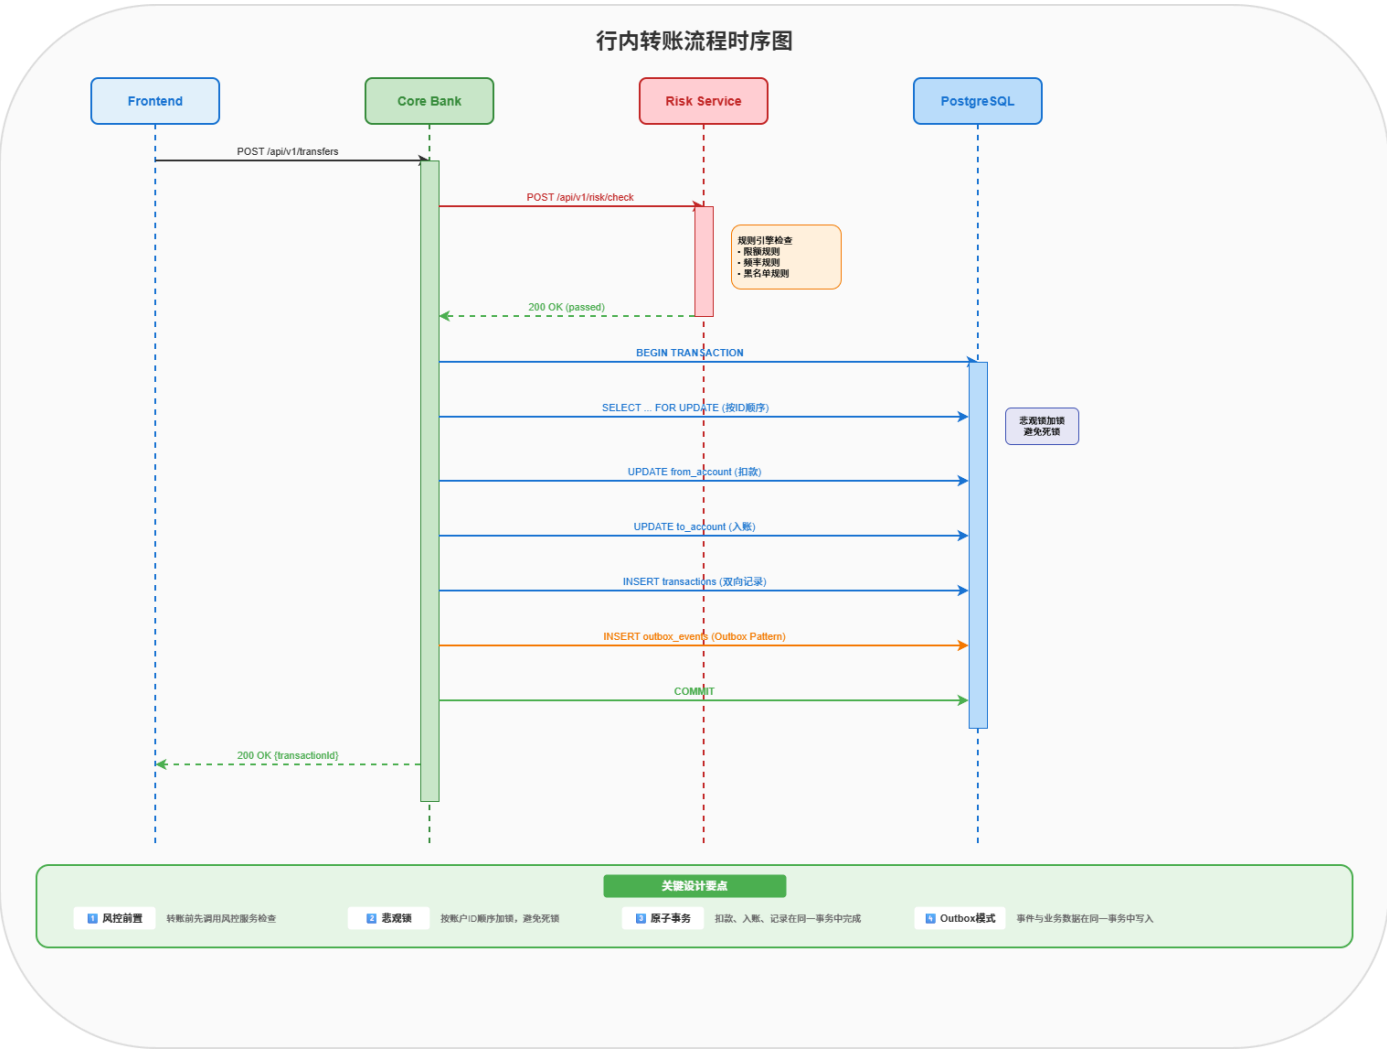 行内转账流程时序图
Frontend
Core Bank
Risk Service
PostgreSQL
POST /api/v1/transfers
POST /api/v1/risk/check
规则引擎检查
- 限额规则
- 频率规则
- 黑名单规则
200 OK (passed)
BEGIN TRANSACTION
SELECT ... FOR UPDATE (按ID顺序)
悲观锁加锁
避免死锁
UPDATE from_account (扣款)
UPDATE to_account (入账)
INSERT transactions (双向记录)
INSERT outbox_events (Outbox Pattern)
COMMIT
200 OK {transactionId}
关键设计要点
1️⃣ 风控前置
转账前先调用风控服务检查
2️⃣ 悲观锁
按账户ID顺序加锁，避免死锁
3️⃣ 原子事务
扣款、入账、记录在同一事务中完成
4️⃣ Outbox模式
事件与业务数据在同一事务中写入